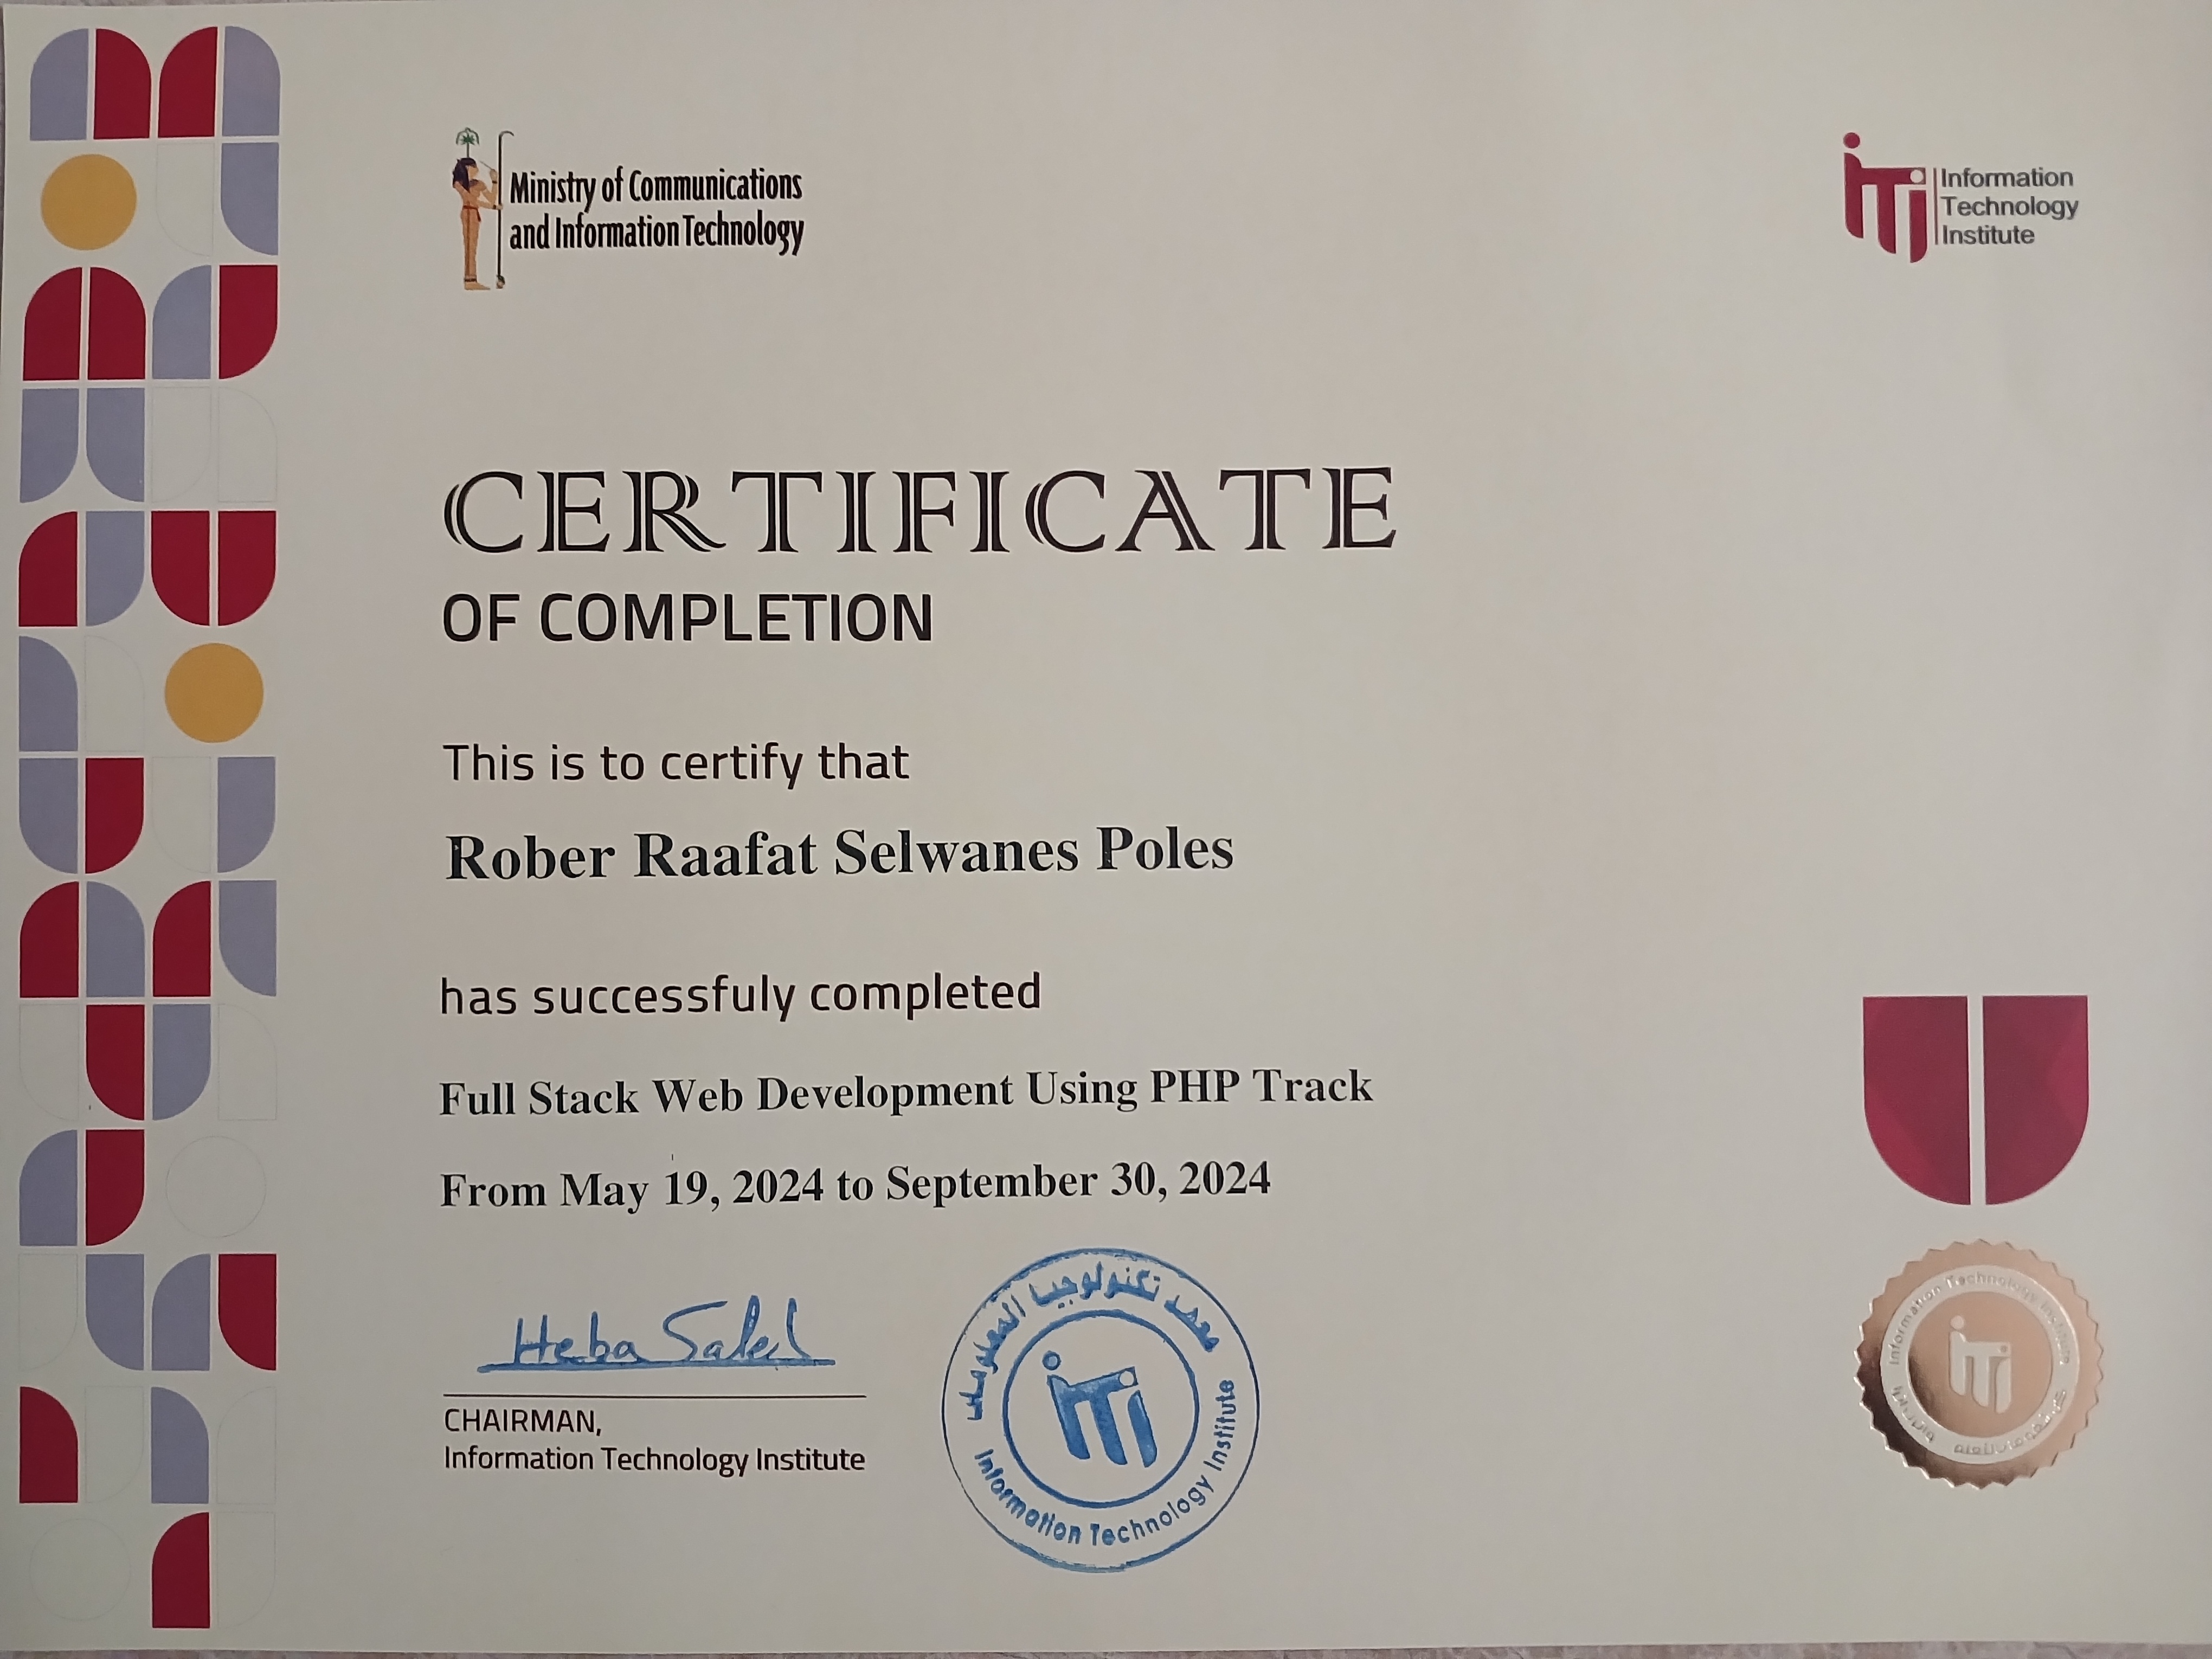 Ministry of Communications
and Information Technology
iTi
Information
Technology
Institute
CERTIFICATE
OF COMPLETION
This is to certify that
Rober Raafat Selwanes Poles
has successfuly completed
Full Stack Web Development Using PHP Track
From May 19, 2024 to September 30, 2024
Heba Saleh
CHAIRMAN,
Information Technology Institute
معهد تكنولوجيا المعلومات
iTi
Information Technology Institute
Information Technology Institute
iTi